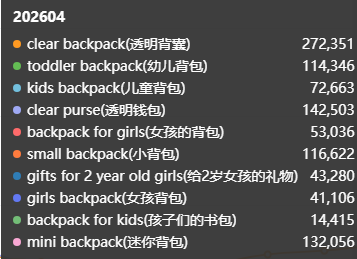 202604
clear backpack(透明背囊) 272,351
toddler backpack(幼儿背包) 114,346
kids backpack(儿童背包) 72,663
clear purse(透明钱包) 142,503
backpack for girls(女孩的背包) 53,036
small backpack(小背包) 116,622
gifts for 2 year old girls(给2岁女孩的礼物) 43,280
girls backpack(女孩背包) 41,106
backpack for kids(孩子们的书包) 14,415
mini backpack(迷你背包) 132,056